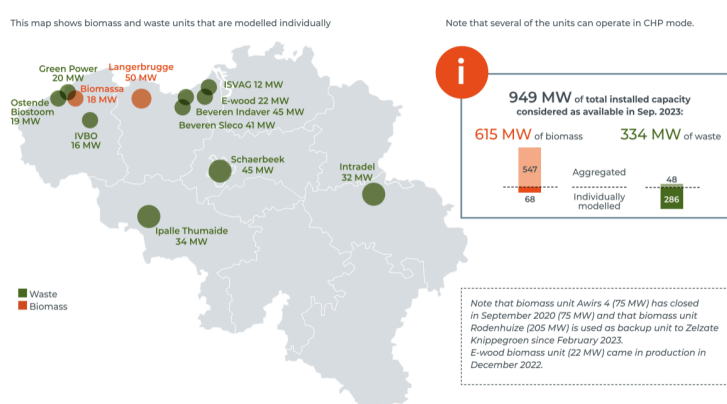 This map shows biomass and waste units that are modelled individually
Note that several of the units can operate in CHP mode.
Green Power
20 MW
Langerbrugge
50 MW
Biomassa
18 MW
Ostende
Biostoom
19 MW
IVBO
16 MW
ISVAG 12 MW
E-wood 22 MW
Beveren Indaver 45 MW
Beveren Sleco 41 MW
Schaerbeek
45 MW
Intradel
32 MW
Ipalle Thumaide
34 MW
Waste
Biomass
i
949 MW of total installed capacity
considered as available in Sep. 2023:
615 MW of biomass
334 MW of waste
547
Aggregated
48
68
Individually
modelled
286
Note that biomass unit Awirs 4 (75 MW) has closed
in September 2020 (75 MW) and that biomass unit
Rodenhuize (205 MW) is used as backup unit to Zelzate
Knippegroen since February 2023.
E-wood biomass unit (22 MW) came in production in
December 2022.